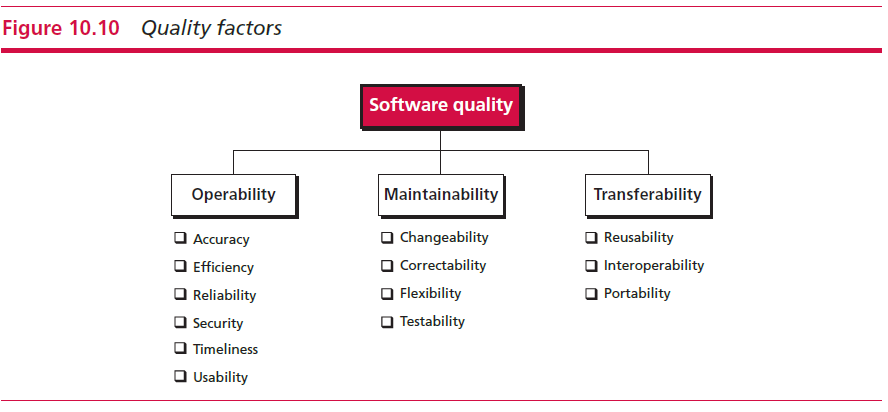 Figure 10.10 Quality factors
Software quality
Operability
Accuracy
Efficiency
Reliability
Security
Timeliness
Usability
Maintainability
Changeability
Correctability
Flexibility
Testability
Transferability
Reusability
Interoperability
Portability